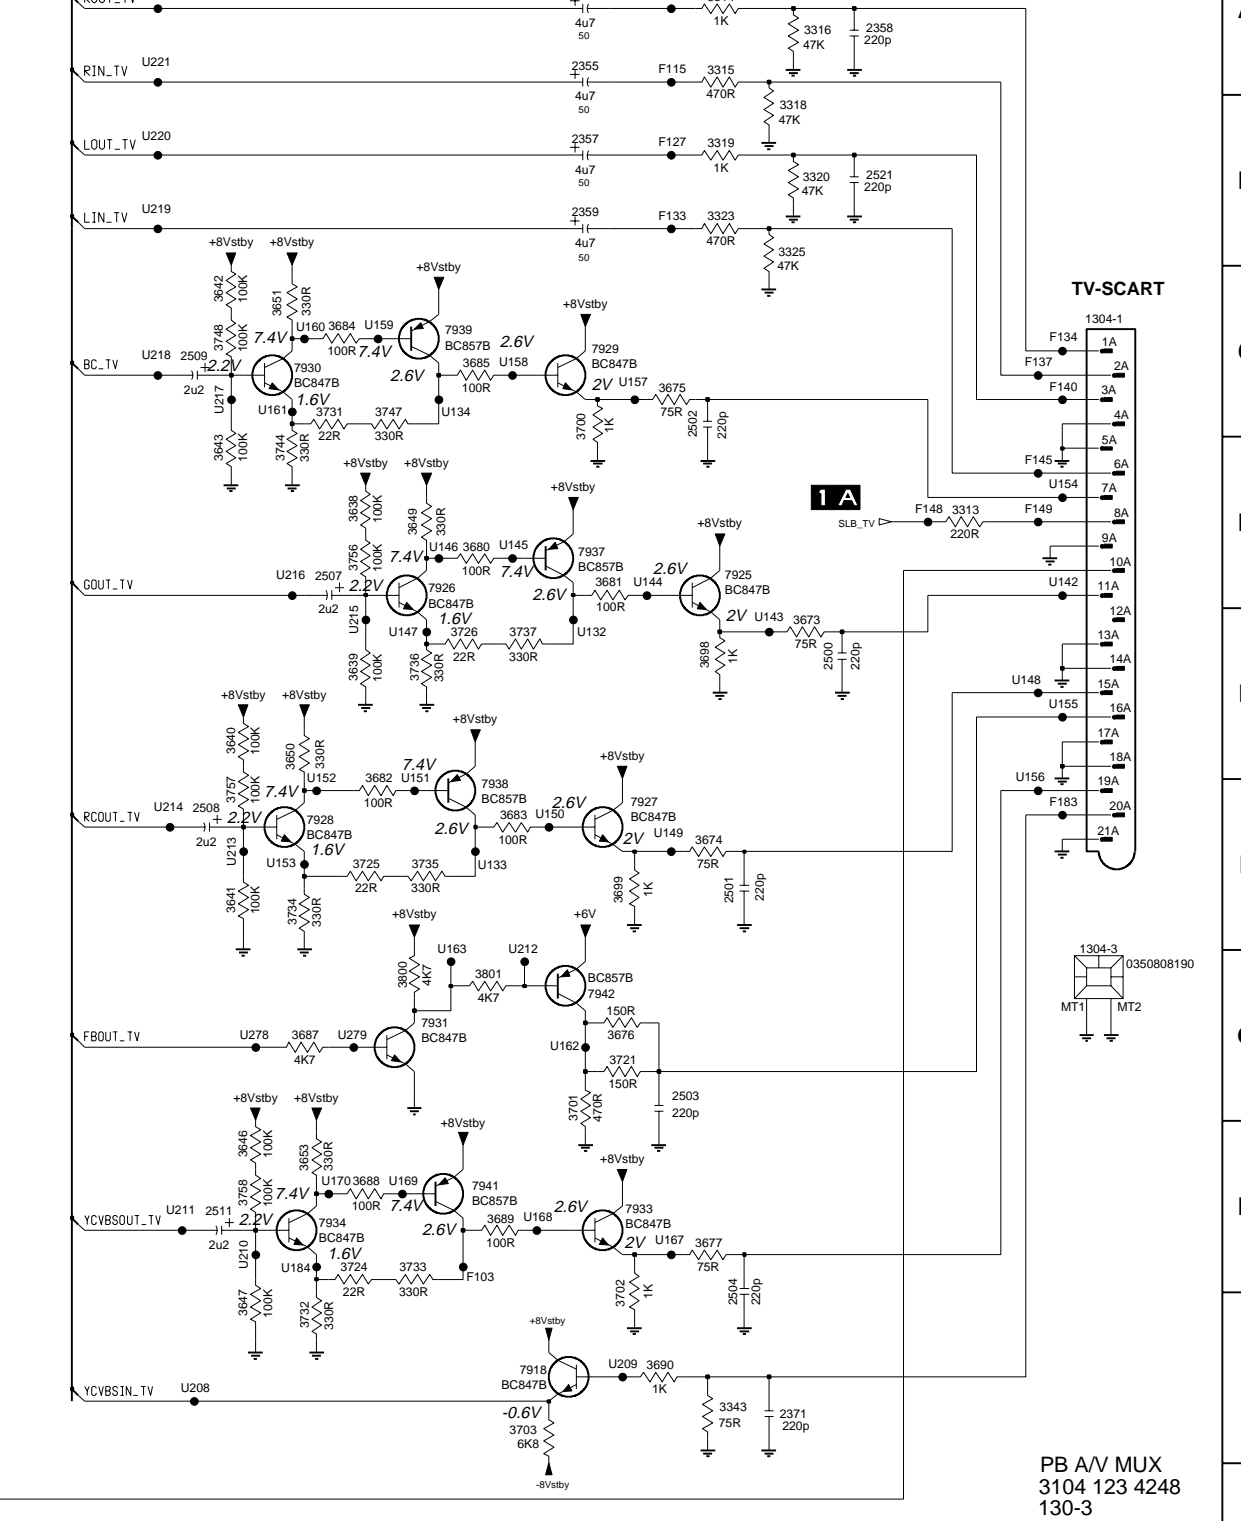 4u7
50
1K
3316
47K
2358
220p
A
RIN_TV
U221
2355
+
4u7
50
F115
3315
470R
3318
47K
LOUT_TV
U220
2357
+
4u7
50
F127
3319
1K
3320
47K
2521
220p
LIN_TV
U219
2359
+
4u7
50
F133
3323
470R
3325
47K
+8Vstby
+8Vstby
3642
100K
3651
330R
3748
100K
7.4V
U160
3684
100R
U159
7.4V
+8Vstby
7939
BC857B
2.6V
2.6V
3685
100R
U158
+8Vstby
7929
BC847B
2V
U157
3675
75R
2502
220p
3700
1K
BC_TV
U218
2509
+
2u2
2.2V
U217
7930
BC847B
1.6V
U161
3731
22R
3747
330R
U134
3643
100K
3744
330R
TV-SCART
1304-1
F134
1A
F137
2A
F140
3A
4A
5A
F145
6A
U154
7A
1 A
SLB_TV
F148
3313
220R
F149
8A
9A
10A
U142
11A
12A
13A
14A
U148
15A
U155
16A
17A
18A
U156
19A
F183
20A
21A
+8Vstby
+8Vstby
3638
100K
3649
330R
3756
100K
7.4V
U146
3680
100R
U145
7.4V
+8Vstby
7937
BC857B
2.6V
3681
100R
U144
2.6V
+8Vstby
7925
BC847B
2V
U143
3673
75R
2500
220p
3698
1K
GOUT_TV
U216
2507
+
2u2
2.2V
U215
7926
BC847B
1.6V
U147
3726
22R
3737
330R
U132
3639
100K
3736
330R
+8Vstby
+8Vstby
3640
100K
3650
330R
3757
100K
7.4V
U152
3682
100R
7.4V
U151
+8Vstby
7938
BC857B
2.6V
3683
100R
U150
2.6V
+8Vstby
7927
BC847B
2V
U149
3674
75R
2501
220p
3699
1K
RCOUT_TV
U214
2508
+
2u2
2.2V
U213
7928
BC847B
1.6V
U153
3725
22R
3735
330R
U133
3641
100K
3734
330R
+8Vstby
3800
4K7
U163
3801
4K7
U212
+6V
BC857B
7942
150R
3676
U162
3721
150R
3701
470R
2503
220p
FBOUT_TV
U278
3687
4K7
U279
7931
BC847B
1304-3
0350808190
MT1
MT2
+8Vstby
+8Vstby
3646
100K
3653
330R
3758
100K
7.4V
U170
3688
100R
U169
7.4V
+8Vstby
7941
BC857B
2.6V
3689
100R
U168
2.6V
+8Vstby
7933
BC847B
2V
U167
3677
75R
2504
220p
3702
1K
YCVBSOUT_TV
U211
2511
+
2u2
2.2V
U210
7934
BC847B
1.6V
U184
3724
22R
3733
330R
F103
3647
100K
3732
330R
+8Vstby
7918
BC847B
U209
3690
1K
3343
75R
2371
220p
YCVBSIN_TV
U208
-0.6V
3703
6K8
-8Vstby
PB A/V MUX
3104 123 4248
130-3